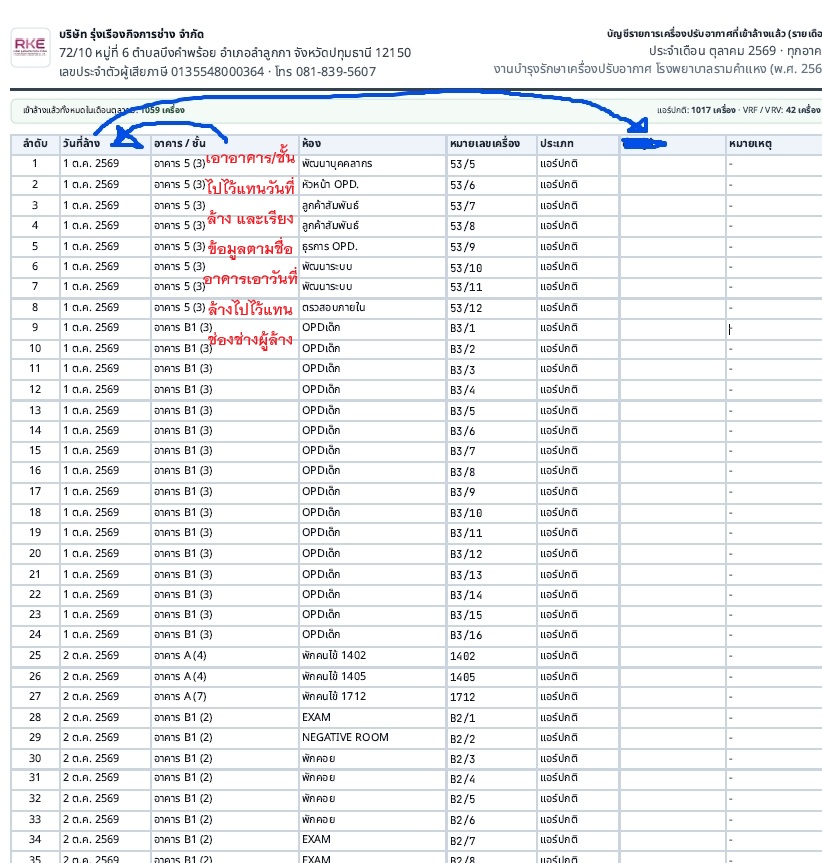 RKE
บริษัท รุ่งเรืองกิจการช่าง จำกัด
72/10 หมู่ที่ 6 ตำบลบึงคำพร้อย อำเภอลำลูกกา จังหวัดปทุมธานี 12150
เลขประจำตัวผู้เสียภาษี 0135548000364 · โทร 081-839-5607
บัญชีรายการเครื่องปรับอากาศที่เข้าล้างแล้ว (รายเดือ
ประจำเดือน ตุลาคม 2569 · ทุกอาค
งานบำรุงรักษาเครื่องปรับอากาศ โรงพยาบาลรามคำแหง (พ.ศ. 256
เข้าล้างแล้วทั้งหมดในเดือนตุลาคม: 1059 เครื่อง
แอร์ปกติ: 1017 เครื่อง · VRF / VRV: 42 เครื่อง
ลำดับ วันที่ล้าง อาคาร / ชั้น ห้อง หมายเลขเครื่อง ประเภท หมายเหตุ
1 1 ต.ค. 2569 อาคาร 5 (3) พัฒนาบุคคลากร 53/5 แอร์ปกติ -
2 1 ต.ค. 2569 อาคาร 5 (3) หัวหน้า OPD. 53/6 แอร์ปกติ -
3 1 ต.ค. 2569 อาคาร 5 (3) ลูกค้าสัมพันธ์ 53/7 แอร์ปกติ -
4 1 ต.ค. 2569 อาคาร 5 (3) ลูกค้าสัมพันธ์ 53/8 แอร์ปกติ -
5 1 ต.ค. 2569 อาคาร 5 (3) ธุรการ OPD. 53/9 แอร์ปกติ -
6 1 ต.ค. 2569 อาคาร 5 (3) พัฒนาระบบ 53/10 แอร์ปกติ -
7 1 ต.ค. 2569 อาคาร 5 (3) พัฒนาระบบ 53/11 แอร์ปกติ -
8 1 ต.ค. 2569 อาคาร 5 (3) ตรวจสอบภายใน 53/12 แอร์ปกติ -
9 1 ต.ค. 2569 อาคาร B1 (3) OPDเด็ก B3/1 แอร์ปกติ -
10 1 ต.ค. 2569 อาคาร B1 (3) OPDเด็ก B3/2 แอร์ปกติ -
11 1 ต.ค. 2569 อาคาร B1 (3) OPDเด็ก B3/3 แอร์ปกติ -
12 1 ต.ค. 2569 อาคาร B1 (3) OPDเด็ก B3/4 แอร์ปกติ -
13 1 ต.ค. 2569 อาคาร B1 (3) OPDเด็ก B3/5 แอร์ปกติ -
14 1 ต.ค. 2569 อาคาร B1 (3) OPDเด็ก B3/6 แอร์ปกติ -
15 1 ต.ค. 2569 อาคาร B1 (3) OPDเด็ก B3/7 แอร์ปกติ -
16 1 ต.ค. 2569 อาคาร B1 (3) OPDเด็ก B3/8 แอร์ปกติ -
17 1 ต.ค. 2569 อาคาร B1 (3) OPDเด็ก B3/9 แอร์ปกติ -
18 1 ต.ค. 2569 อาคาร B1 (3) OPDเด็ก B3/10 แอร์ปกติ -
19 1 ต.ค. 2569 อาคาร B1 (3) OPDเด็ก B3/11 แอร์ปกติ -
20 1 ต.ค. 2569 อาคาร B1 (3) OPDเด็ก B3/12 แอร์ปกติ -
21 1 ต.ค. 2569 อาคาร B1 (3) OPDเด็ก B3/13 แอร์ปกติ -
22 1 ต.ค. 2569 อาคาร B1 (3) OPDเด็ก B3/14 แอร์ปกติ -
23 1 ต.ค. 2569 อาคาร B1 (3) OPDเด็ก B3/15 แอร์ปกติ -
24 1 ต.ค. 2569 อาคาร B1 (3) OPDเด็ก B3/16 แอร์ปกติ -
25 2 ต.ค. 2569 อาคาร A (4) พักคนไข้ 1402 1402 แอร์ปกติ -
26 2 ต.ค. 2569 อาคาร A (4) พักคนไข้ 1405 1405 แอร์ปกติ -
27 2 ต.ค. 2569 อาคาร A (7) พักคนไข้ 1712 1712 แอร์ปกติ -
28 2 ต.ค. 2569 อาคาร B1 (2) EXAM B2/1 แอร์ปกติ -
29 2 ต.ค. 2569 อาคาร B1 (2) NEGATIVE ROOM B2/2 แอร์ปกติ -
30 2 ต.ค. 2569 อาคาร B1 (2) พักคอย B2/3 แอร์ปกติ -
31 2 ต.ค. 2569 อาคาร B1 (2) พักคอย B2/4 แอร์ปกติ -
32 2 ต.ค. 2569 อาคาร B1 (2) พักคอย B2/5 แอร์ปกติ -
33 2 ต.ค. 2569 อาคาร B1 (2) พักคอย B2/6 แอร์ปกติ -
34 2 ต.ค. 2569 อาคาร B1 (2) EXAM B2/7 แอร์ปกติ -
35 2 ต.ค. 2569 อาคาร B1 (2) EXAM B2/8 แอร์ปกติ -
เอาอาคาร/ชั้น
ไปไว้แทนวันที่
ล้าง และเรียง
ข้อมูลตามชื่อ
อาคารเอาวันที่
ล้างไปไว้แทน
ช่องช่างผู้ล้าง